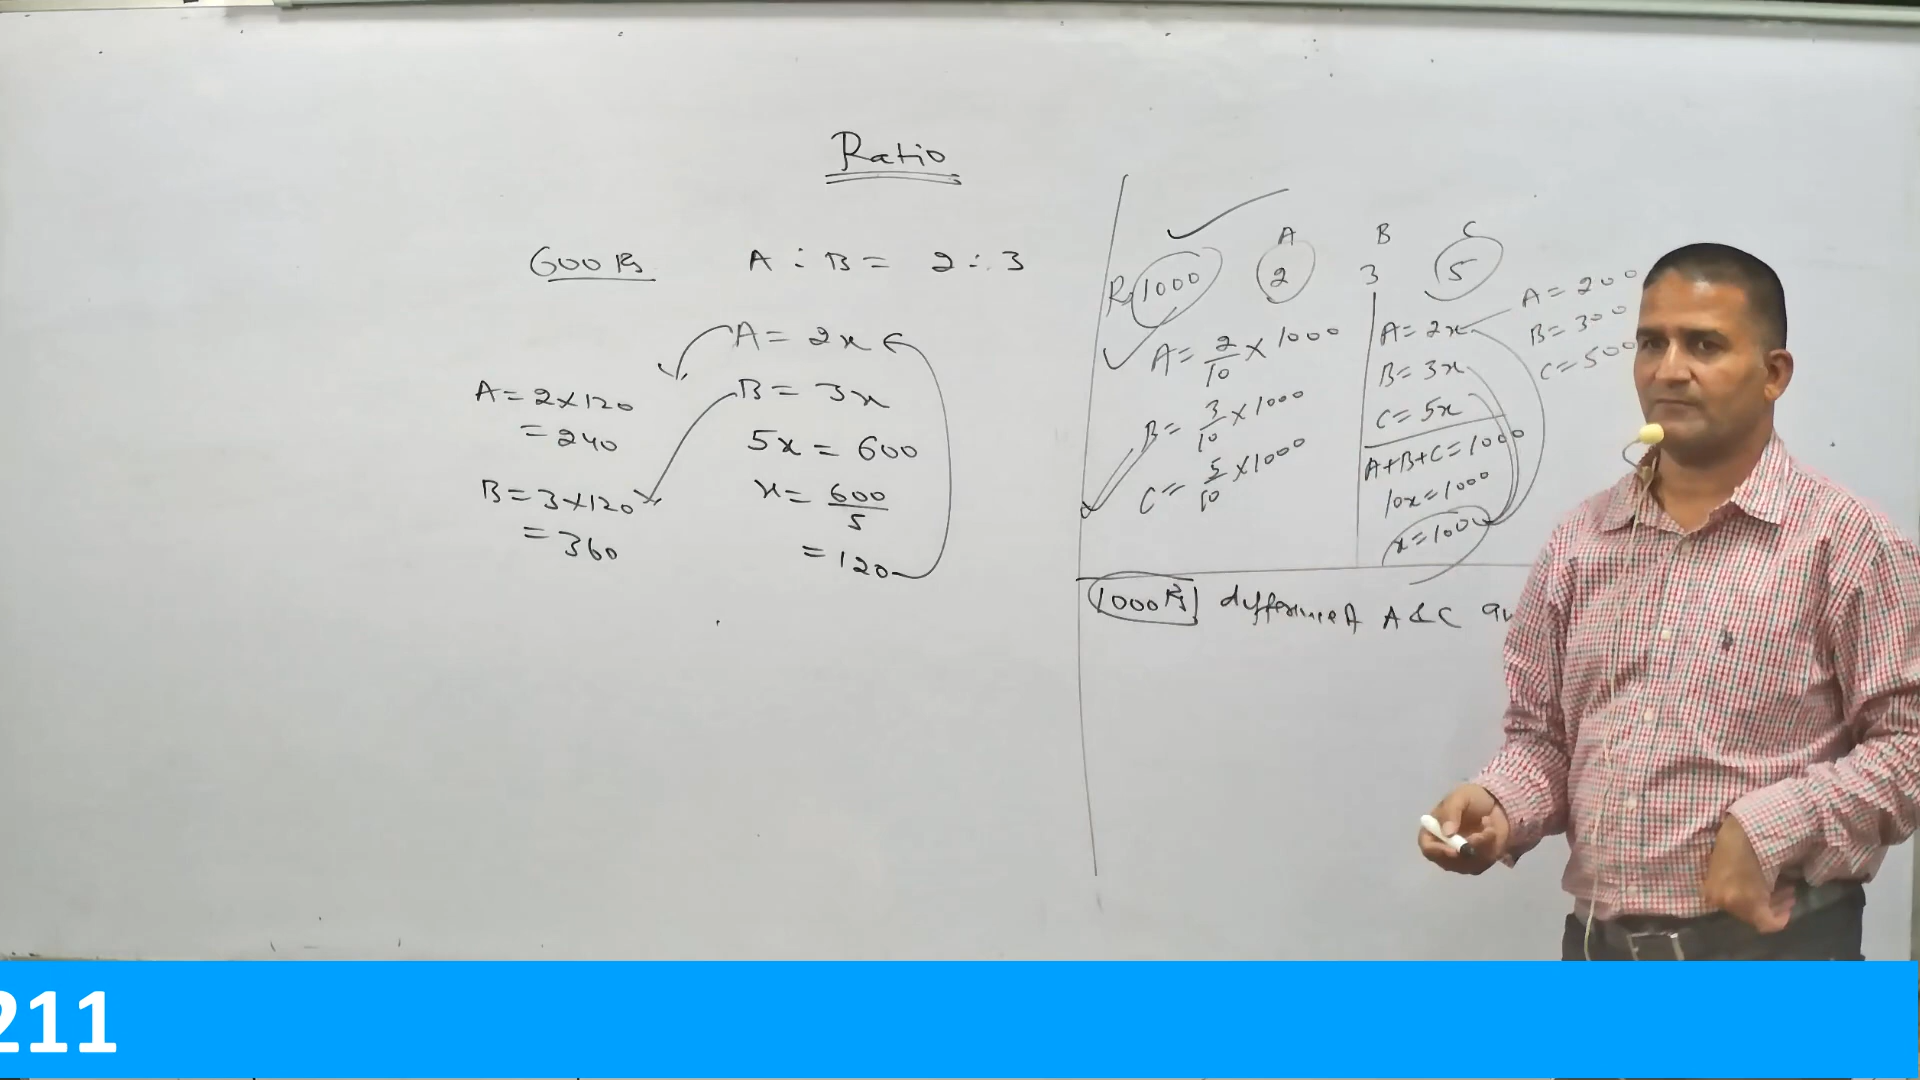 Ratio
600 Rs A : B = 2 : 3
A = 2x
B = 3x
5x = 600
x = 600/5
= 120
A = 2×120
= 240
B = 3×120
= 360
A B C
Rs 1000 2 3 5
A = 2/10 × 1000
B = 3/10 × 1000
C = 5/10 × 1000
A = 2x
B = 3x
C = 5x
A+B+C = 1000
10x = 1000
x = 100
A = 200
B = 300
C = 500
1000 Rs difference A & C
211